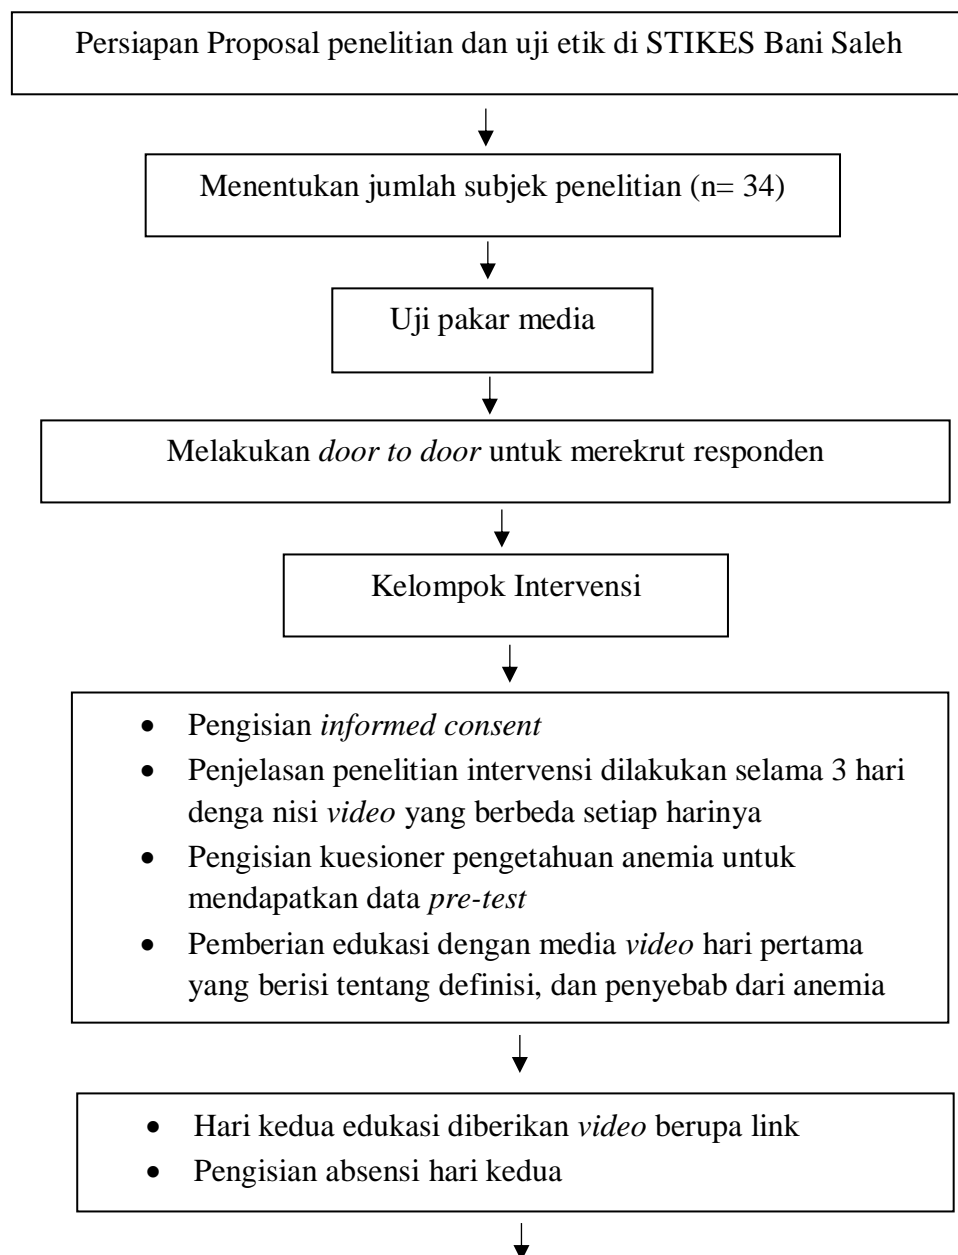 Persiapan Proposal penelitian dan uji etik di STIKES Bani Saleh
Menentukan jumlah subjek penelitian (n= 34)
Uji pakar media
Melakukan door to door untuk merekrut responden
Kelompok Intervensi
• Pengisian informed consent
• Penjelasan penelitian intervensi dilakukan selama 3 hari
denga nisi video yang berbeda setiap harinya
• Pengisian kuesioner pengetahuan anemia untuk
mendapatkan data pre-test
• Pemberian edukasi dengan media video hari pertama
yang berisi tentang definisi, dan penyebab dari anemia
• Hari kedua edukasi diberikan video berupa link
• Pengisian absensi hari kedua